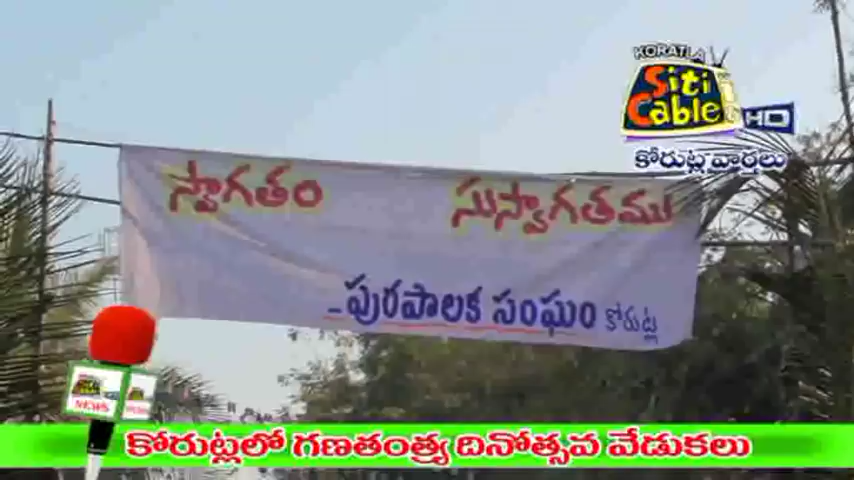 KORATLA
Siti
Cable
HD
కోరుట్ల వార్తలు
స్వాగతం సుస్వాగతము
- పురపాలక సంఘం కోరుట్ల
NEWS
కోరుట్లలో గణతంత్ర్య దినోత్సవ వేడుకలు